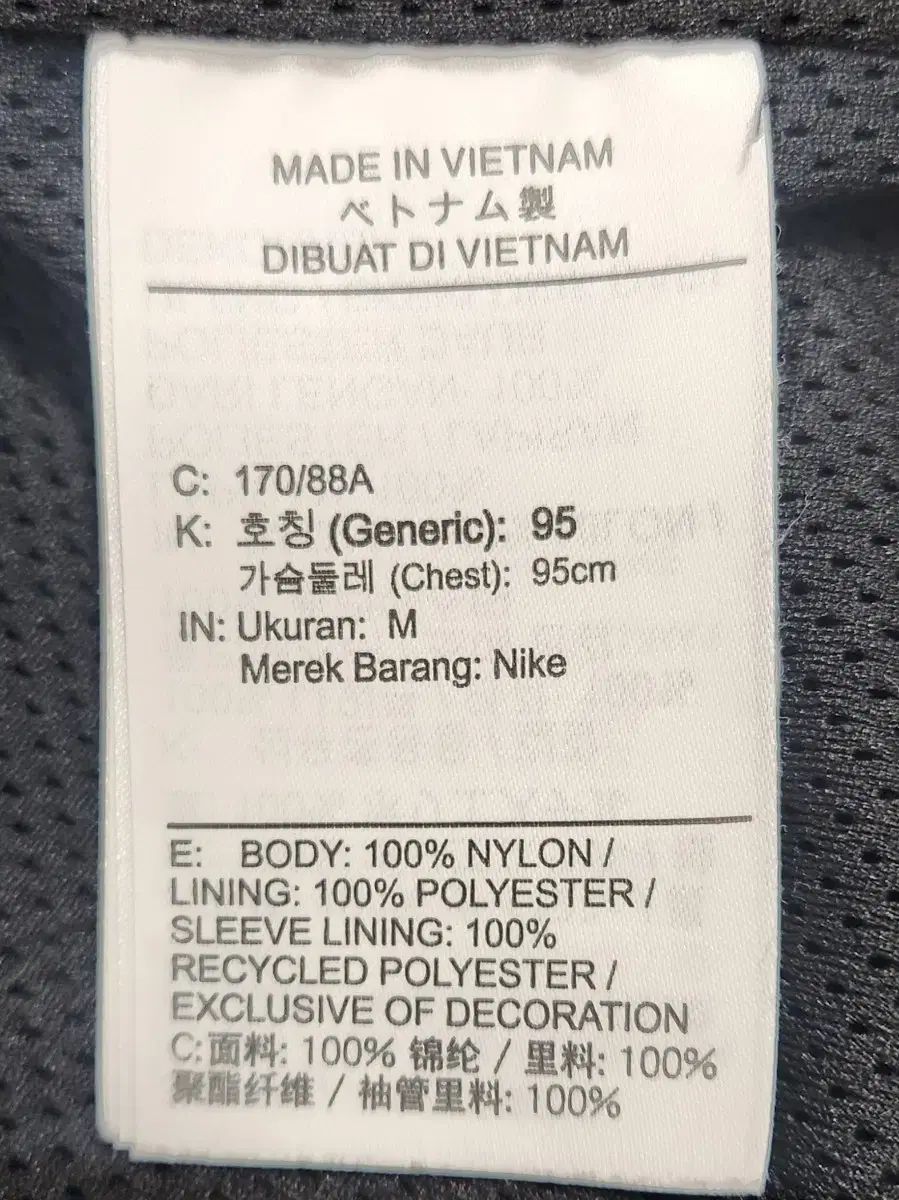 MADE IN VIETNAM
ベトナム製
DIBUAT DI VIETNAM
C: 170/88A
K: 호칭 (Generic): 95
가슴둘레 (Chest): 95cm
IN: Ukuran: M
Merek Barang: Nike
E: BODY: 100% NYLON /
LINING: 100% POLYESTER /
SLEEVE LINING: 100%
RECYCLED POLYESTER /
EXCLUSIVE OF DECORATION
C: 面料: 100% 锦纶 / 里料: 100%
聚酯纤维 / 袖管里料: 100%